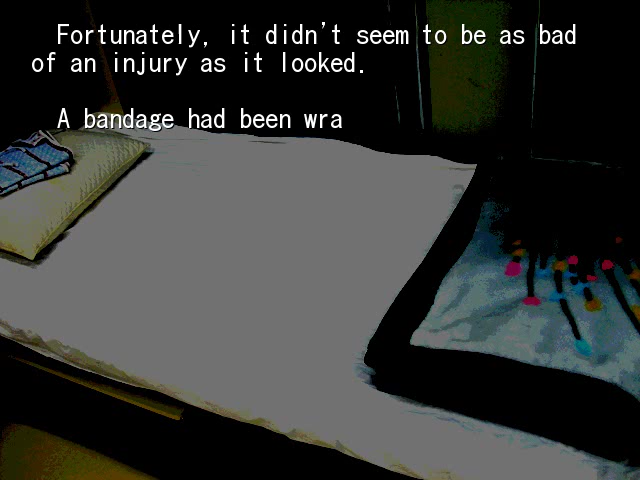 Fortunately, it didn't seem to be as bad
of an injury as it looked.
A bandage had been wra